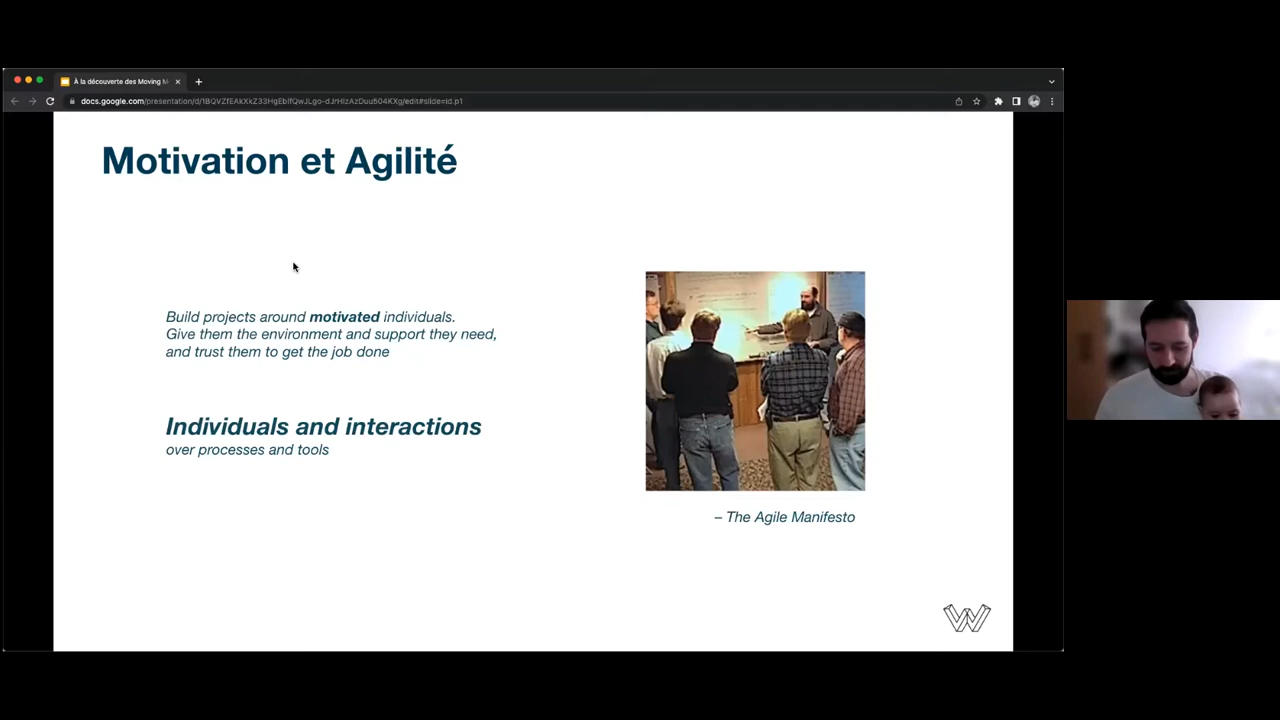 À la découverte des Moving M
docs.google.com/presentation/d/1BQVZfEAkXkZ33HgEbIfQwJLgo-dJrHlzAzDuu504KXg/edit#slide=id.p1
Motivation et Agilité
Build projects around motivated individuals.
Give them the environment and support they need,
and trust them to get the job done
Individuals and interactions
over processes and tools
– The Agile Manifesto
W